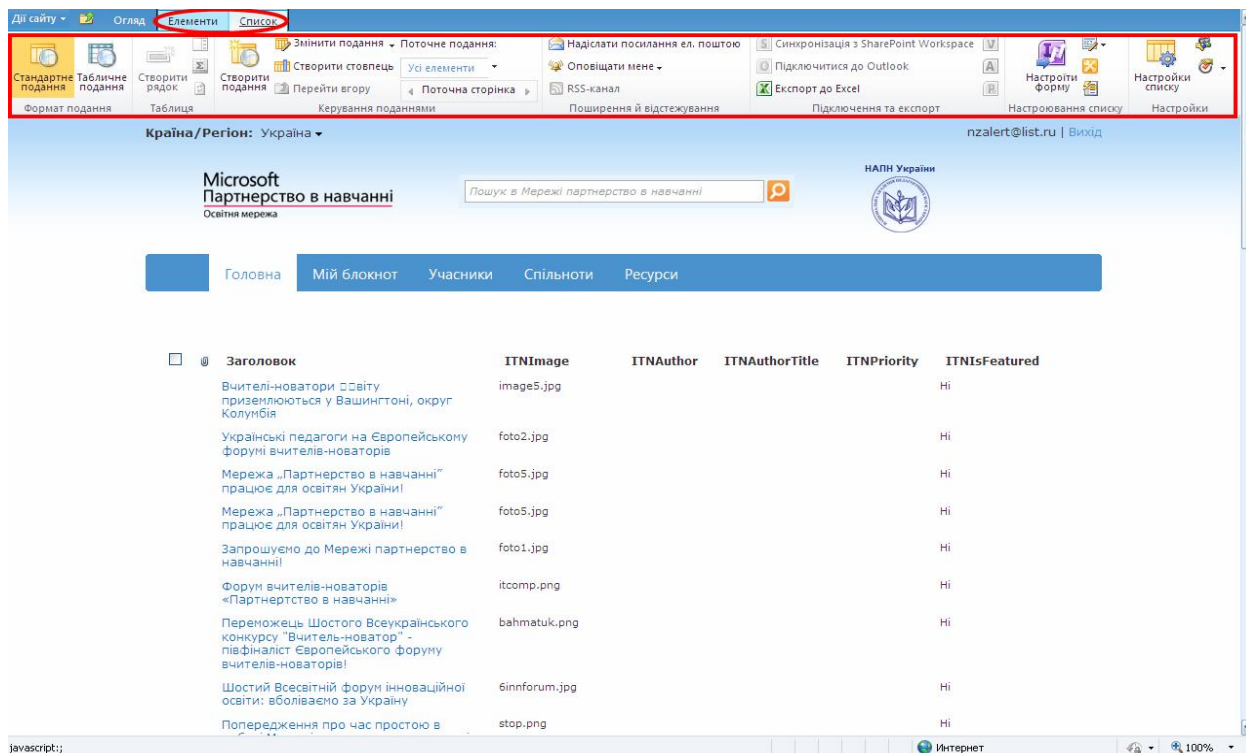 Дії сайту
Огляд
Елементи
Список
Стандартне подання
Табличне подання
Формат подання
Створити рядок
Таблиця
Створити подання
Змінити подання
Створити стовпець
Перейти вгору
Поточне подання:
Усі елементи
Поточна сторінка
Керування поданнями
Надіслати посилання ел. поштою
Оповіщати мене
RSS-канал
Поширення й відстежування
Синхронізація з SharePoint Workspace
Підключитися до Outlook
Експорт до Excel
Підключення та експорт
Настроїти форму
Настроювання списку
Настройки списку
Настройки
Країна/Регіон: Україна
nzalert@list.ru | Вихід
Microsoft
Партнерство в навчанні
Освітня мережа
Пошук в Мережі партнерство в навчанні
НАПН України
Головна Мій блокнот Учасники Спільноти Ресурси
Заголовок ITNImage ITNAuthor ITNAuthorTitle ITNPriority ITNIsFeatured
Вчителі-новатори □□віту image5.jpg Ні
приземлюються у Вашингтоні, округ
Колумбія
Українські педагоги на Європейському foto2.jpg Ні
форумі вчителів-новаторів
Мережа „Партнерство в навчанні” foto5.jpg Ні
працює для освітян України!
Мережа „Партнерство в навчанні” foto5.jpg Ні
працює для освітян України!
Запрошуємо до Мережі партнерство в foto1.jpg Ні
навчанні!
Форум вчителів-новаторів itcomp.png Ні
«Партнертство в навчанні»
Переможець Шостого Всеукраїнського bahmatuk.png Ні
конкурсу "Вчитель-новатор" -
півфіналіст Європейського форуму
вчителів-новаторів!
Шостий Всесвітній форум інноваційної 6innforum.jpg Ні
освіти: вболіваємо за Україну
Попередження про час простою в stop.png Ні
javascript:;
Интернет
100%